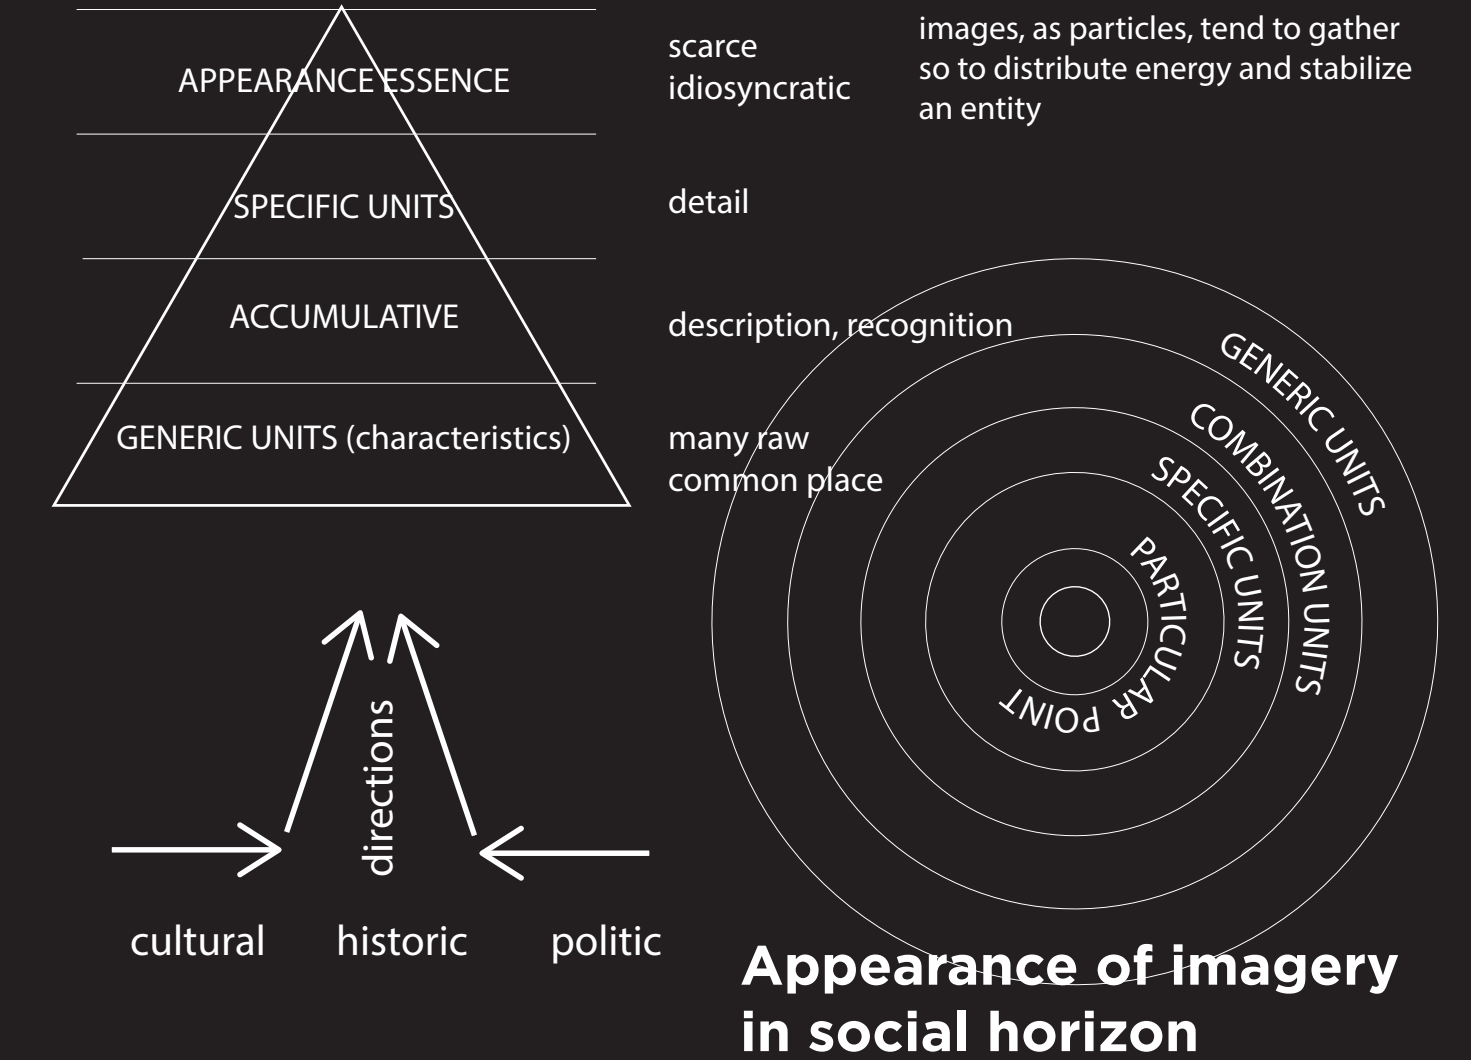 APPEARANCE ESSENCE
scarce
idiosyncratic
images, as particles, tend to gather
so to distribute energy and stabilize
an entity
SPECIFIC UNITS
detail
ACCUMULATIVE
description, recognition
GENERIC UNITS (characteristics)
many raw
common place
GENERIC UNITS
COMBINATION UNITS
SPECIFIC UNITS
PARTICULAR POINT
directions
cultural
historic
politic
Appearance of imagery
in social horizon